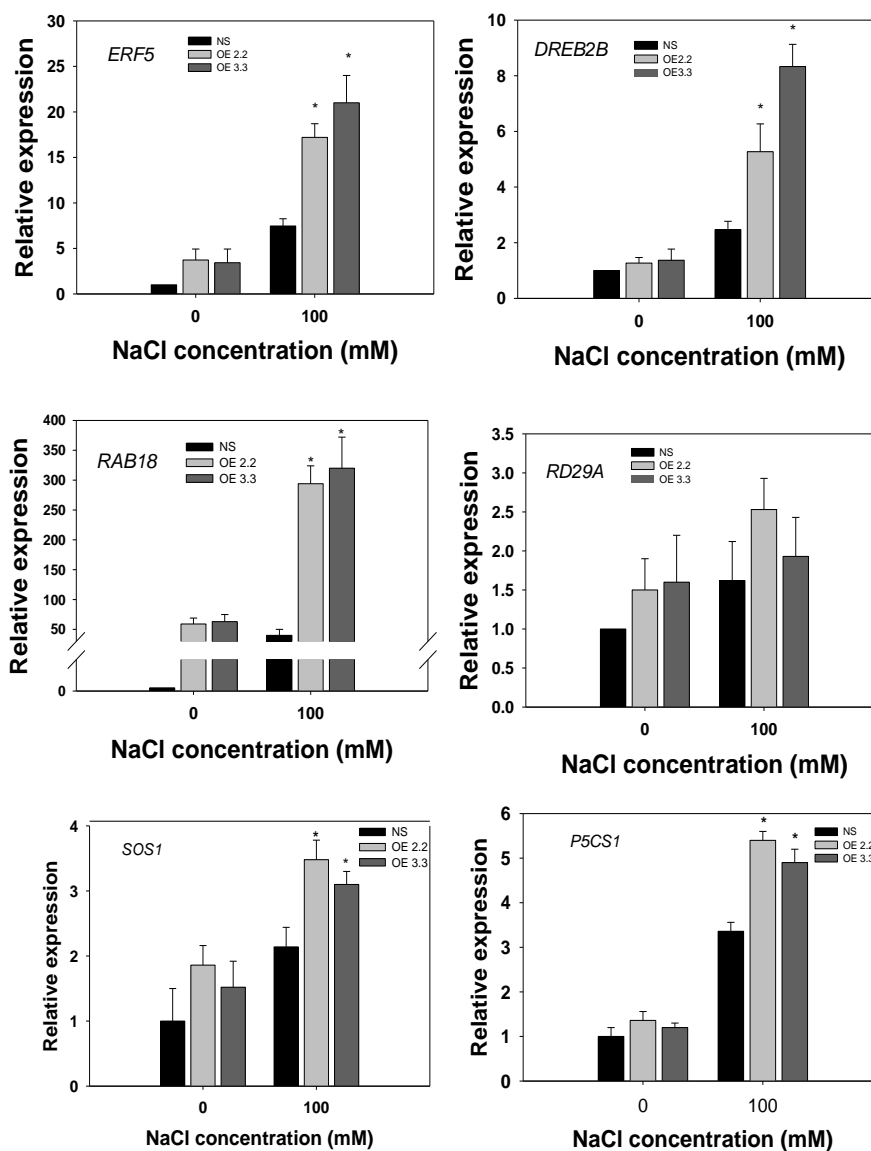 ERF5
NS
OE 2.2
OE 3.3
*
*
Relative expression
30
25
20
15
10
5
0
0
100
NaCl concentration (mM)
DREB2B
NS
OE2.2
OE3.3
*
*
Relative expression
10
8
6
4
2
0
0
100
NaCl concentration (mM)
RAB18
NS
OE 2.2
OE 3.3
*
*
Relative expression
400
350
300
250
200
150
100
50
0
0
100
NaCl concentration (mM)
RD29A
NS
OE 2.2
OE 3.3
Relative expression
3.5
3.0
2.5
2.0
1.5
1.0
0.5
0.0
0
100
NaCl concentration (mM)
SOS1
NS
OE 2.2
OE 3.3
*
*
Relative expression
4
3
2
1
0
0
100
NaCl concentration (mM)
P5CS1
NS
OE 2.2
OE 3.3
*
*
Relative expression
6
5
4
3
2
1
0
0
100
NaCl concentration (mM)